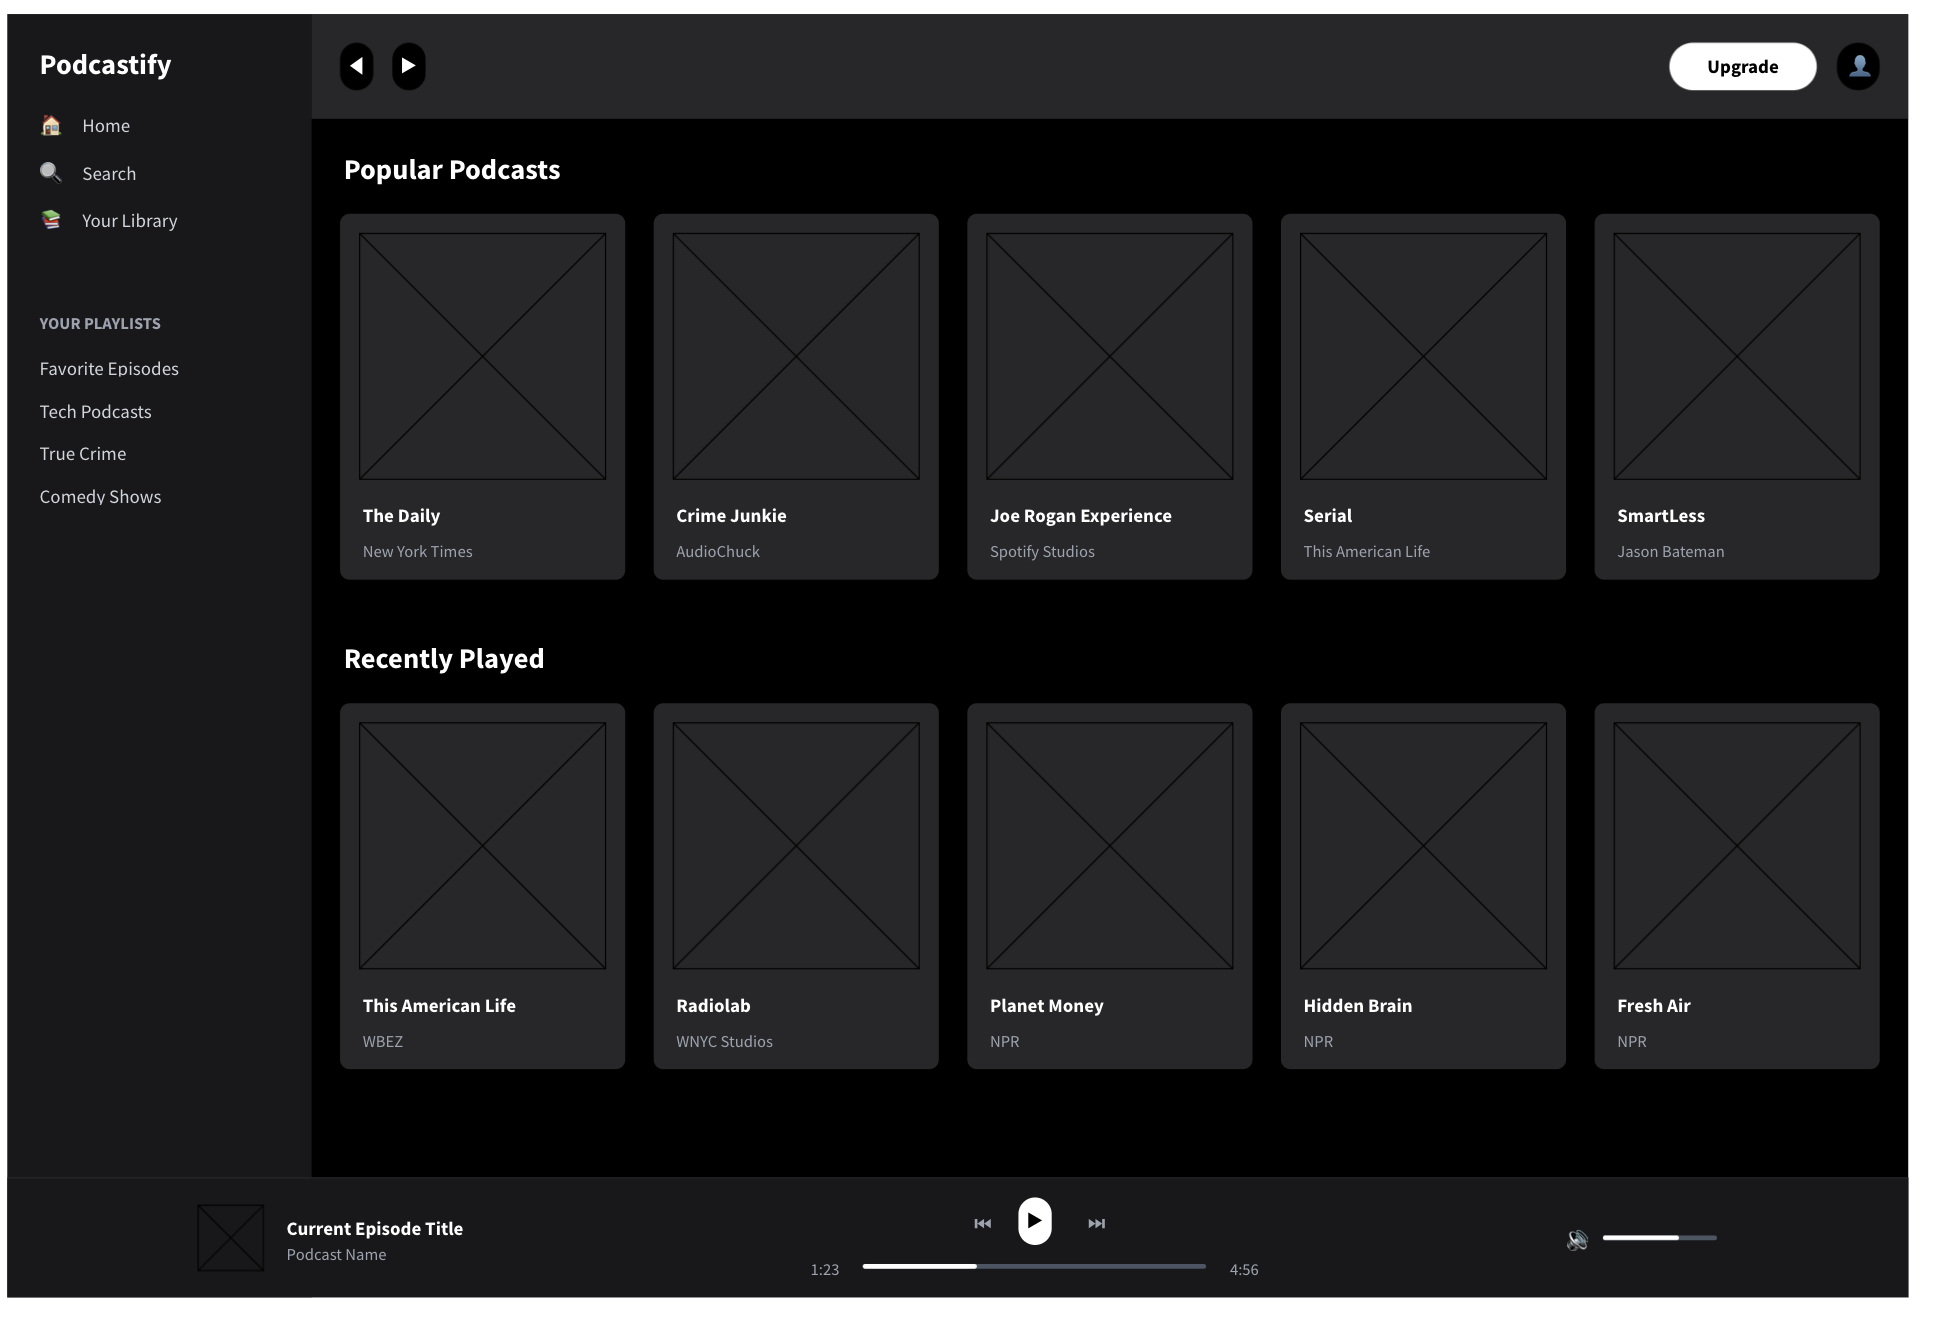 Podcastify
Home
Search
Your Library
YOUR PLAYLISTS
Favorite Episodes
Tech Podcasts
True Crime
Comedy Shows
Upgrade
Popular Podcasts
The Daily
New York Times
Crime Junkie
AudioChuck
Joe Rogan Experience
Spotify Studios
Serial
This American Life
SmartLess
Jason Bateman
Recently Played
This American Life
WBEZ
Radiolab
WNYC Studios
Planet Money
NPR
Hidden Brain
NPR
Fresh Air
NPR
Current Episode Title
Podcast Name
1:23
4:56